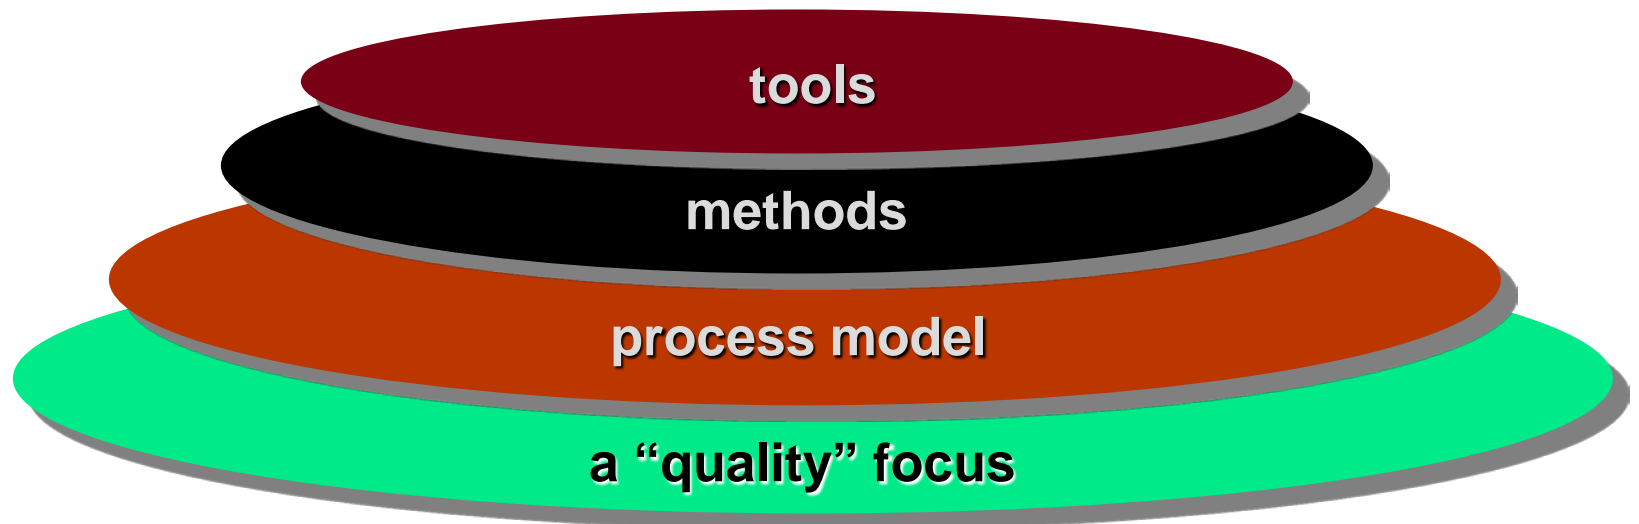 tools
methods
process model
a “quality” focus